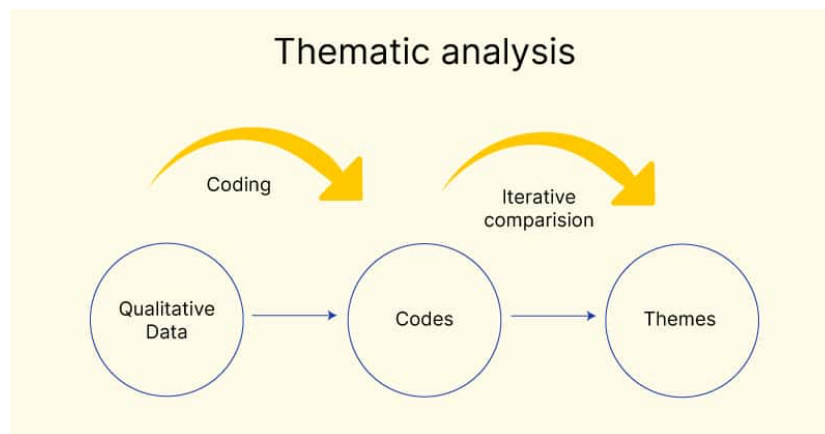 Thematic analysis
Coding
Iterative
comparision
Qualitative
Data
Codes
Themes